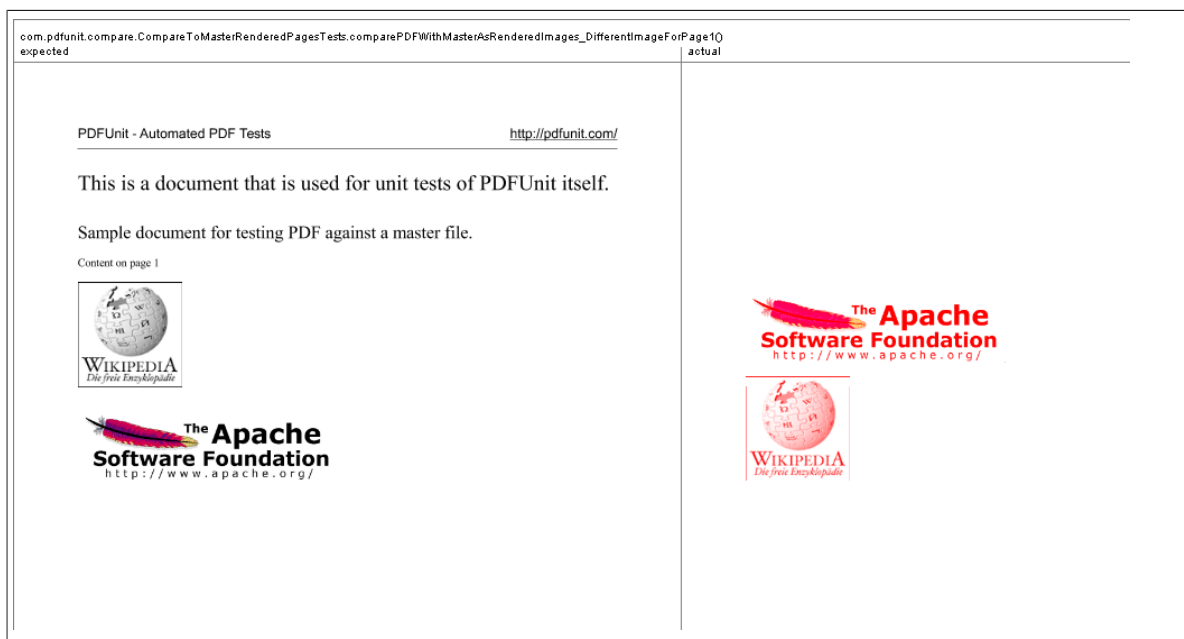 com.pdfunit.compare.CompareToMasterRenderedPagesTests.comparePDFWithMasterAsRenderedImages_DifferentImageForPage1()
expected
actual
PDFUnit - Automated PDF Tests
http://pdfunit.com/
This is a document that is used for unit tests of PDFUnit itself.
Sample document for testing PDF against a master file.
Content on page 1
WIKIPEDIA
Die freie Enzyklopädie
The Apache
Software Foundation
http://www.apache.org/
The Apache
Software Foundation
http://www.apache.org/
WIKIPEDIA
Die freie Enzyklopädie